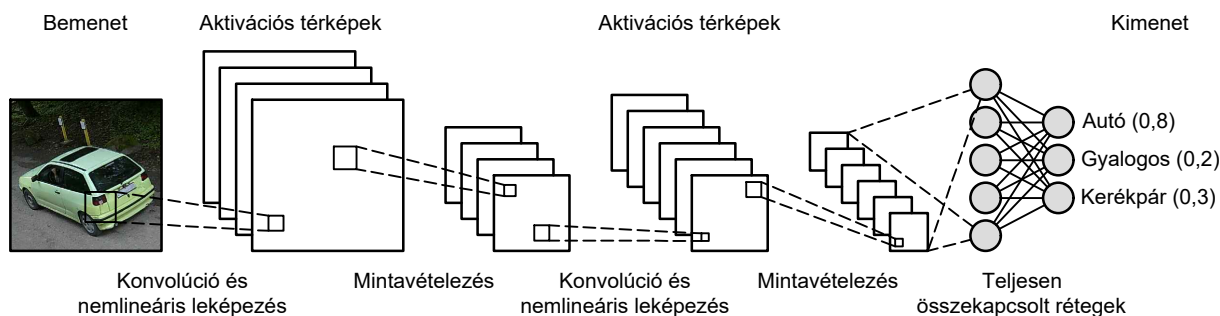 Bemenet
Aktivációs térképek
Aktivációs térképek
Kimenet
Autó (0,8)
Gyalogos (0,2)
Kerékpár (0,3)
Konvolúció és
nemlineáris leképezés
Mintavételezés
Konvolúció és
nemlineáris leképezés
Mintavételezés
Teljesen
összekapcsolt rétegek